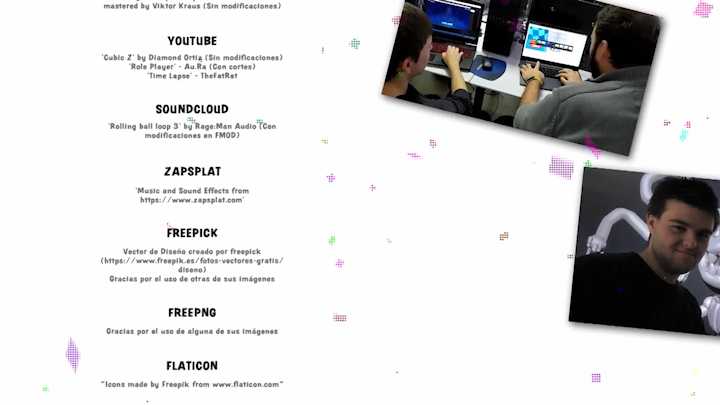 mastered by Viktor Kraus (Sin modificaciones)
YOUTUBE
'Cubic Z' by Diamond Ortiz (Sin modificaciones)
'Role Player' - Au.Ra (Con cortes)
'Time Lapse' - TheFatRat
SOUNDCLOUD
'Rolling ball loop 3' by Rage:Man Audio (Con
modificaciones en FMOD)
ZAPSPLAT
'Music and Sound Effects from
https://www.zapsplat.com'
FREEPICK
Vector de Diseño creado por freepick
(https://www.freepik.es/fotos-vectores-gratis/
diseno)
Gracias por el uso de otras de sus imágenes
FREEPNG
Gracias por el uso de alguna de sus imágenes
FLATICON
"Icons made by Freepik from www.flaticon.com"